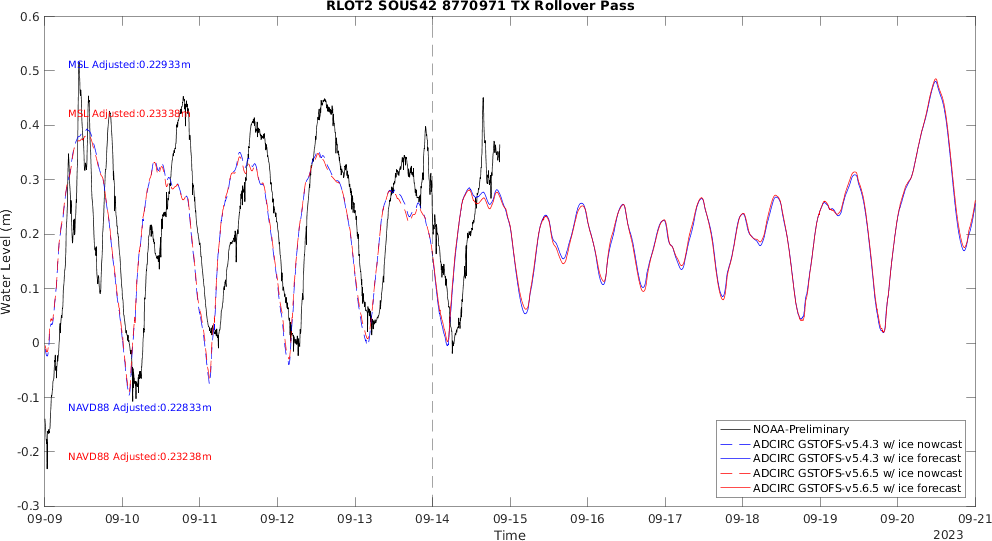 RLOT2 SOUS42 8770971 TX Rollover Pass
0.6
0.5
0.4
0.3
0.2
0.1
0
-0.1
-0.2
-0.3
Water Level (m)
MSL Adjusted:0.22933m
MSL Adjusted:0.23338m
NAVD88 Adjusted:0.22833m
NAVD88 Adjusted:0.23238m
NOAA-Preliminary
ADCIRC GSTOFS-v5.4.3 w/ ice nowcast
ADCIRC GSTOFS-v5.4.3 w/ ice forecast
ADCIRC GSTOFS-v5.6.5 w/ ice nowcast
ADCIRC GSTOFS-v5.6.5 w/ ice forecast
09-09 09-10 09-11 09-12 09-13 09-14 09-15 09-16 09-17 09-18 09-19 09-20 09-21
Time
2023